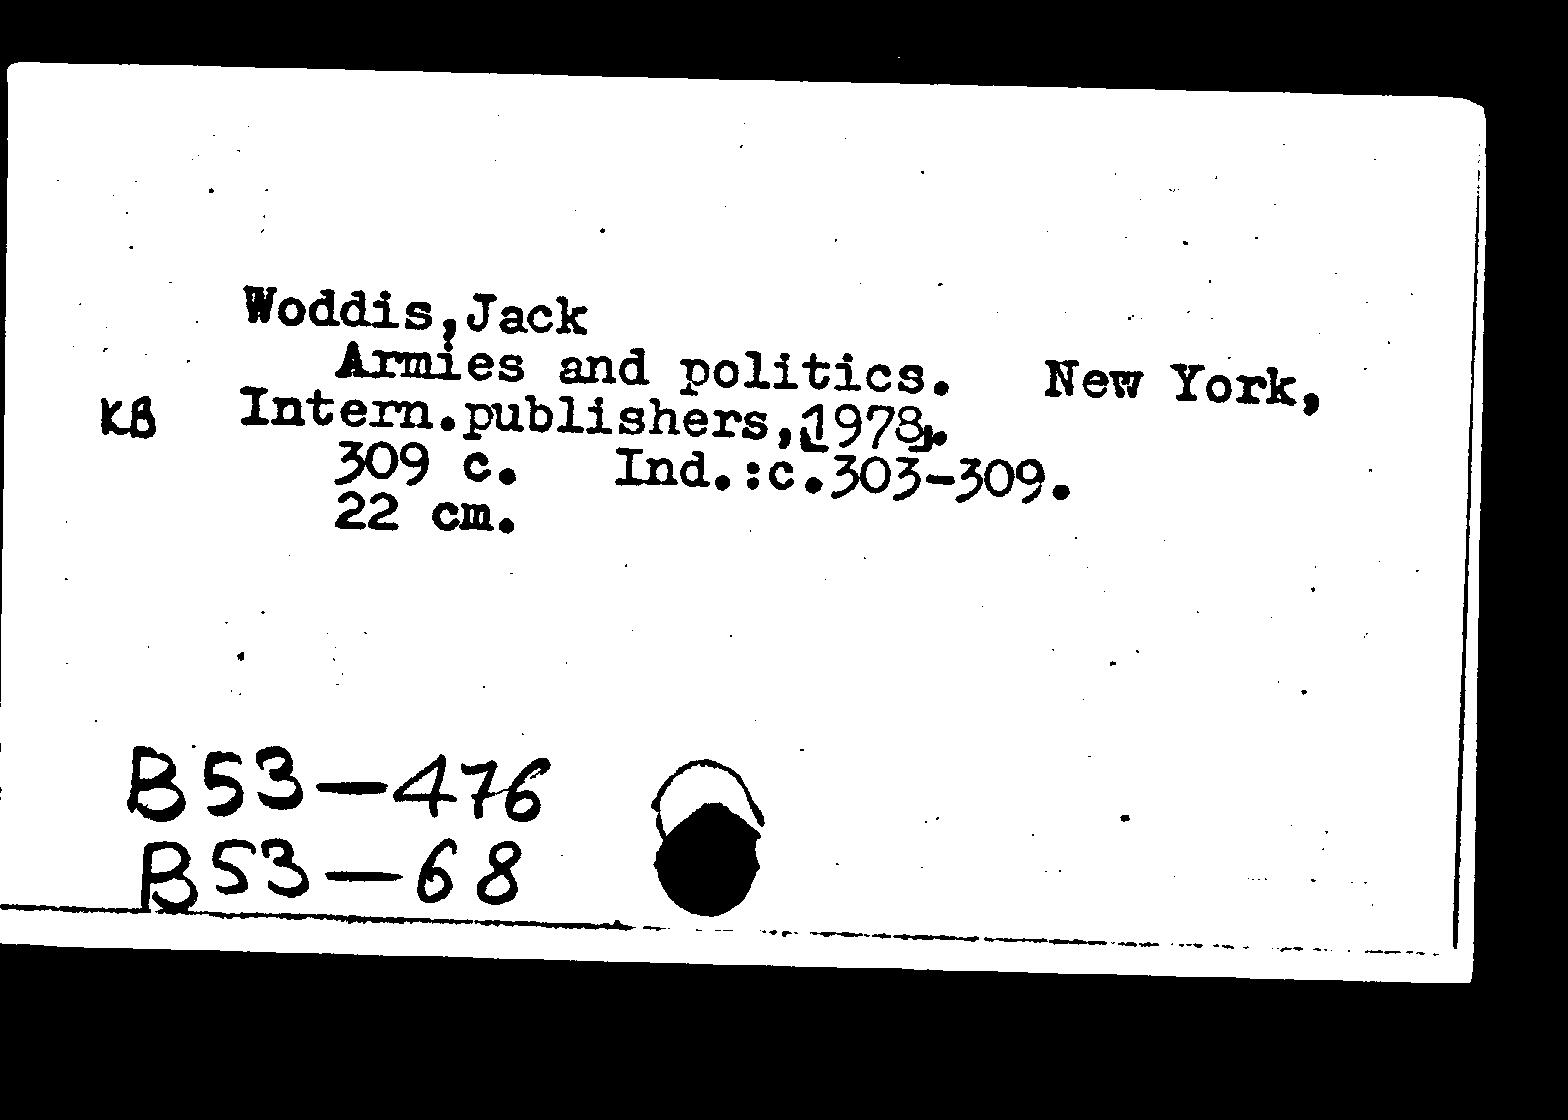 Woddis,Jack
Armies and politics. New York,
KB Intern.publishers,[1978].
309 c. Ind.:c.303-309.
22 cm.
B53-476
B53-68